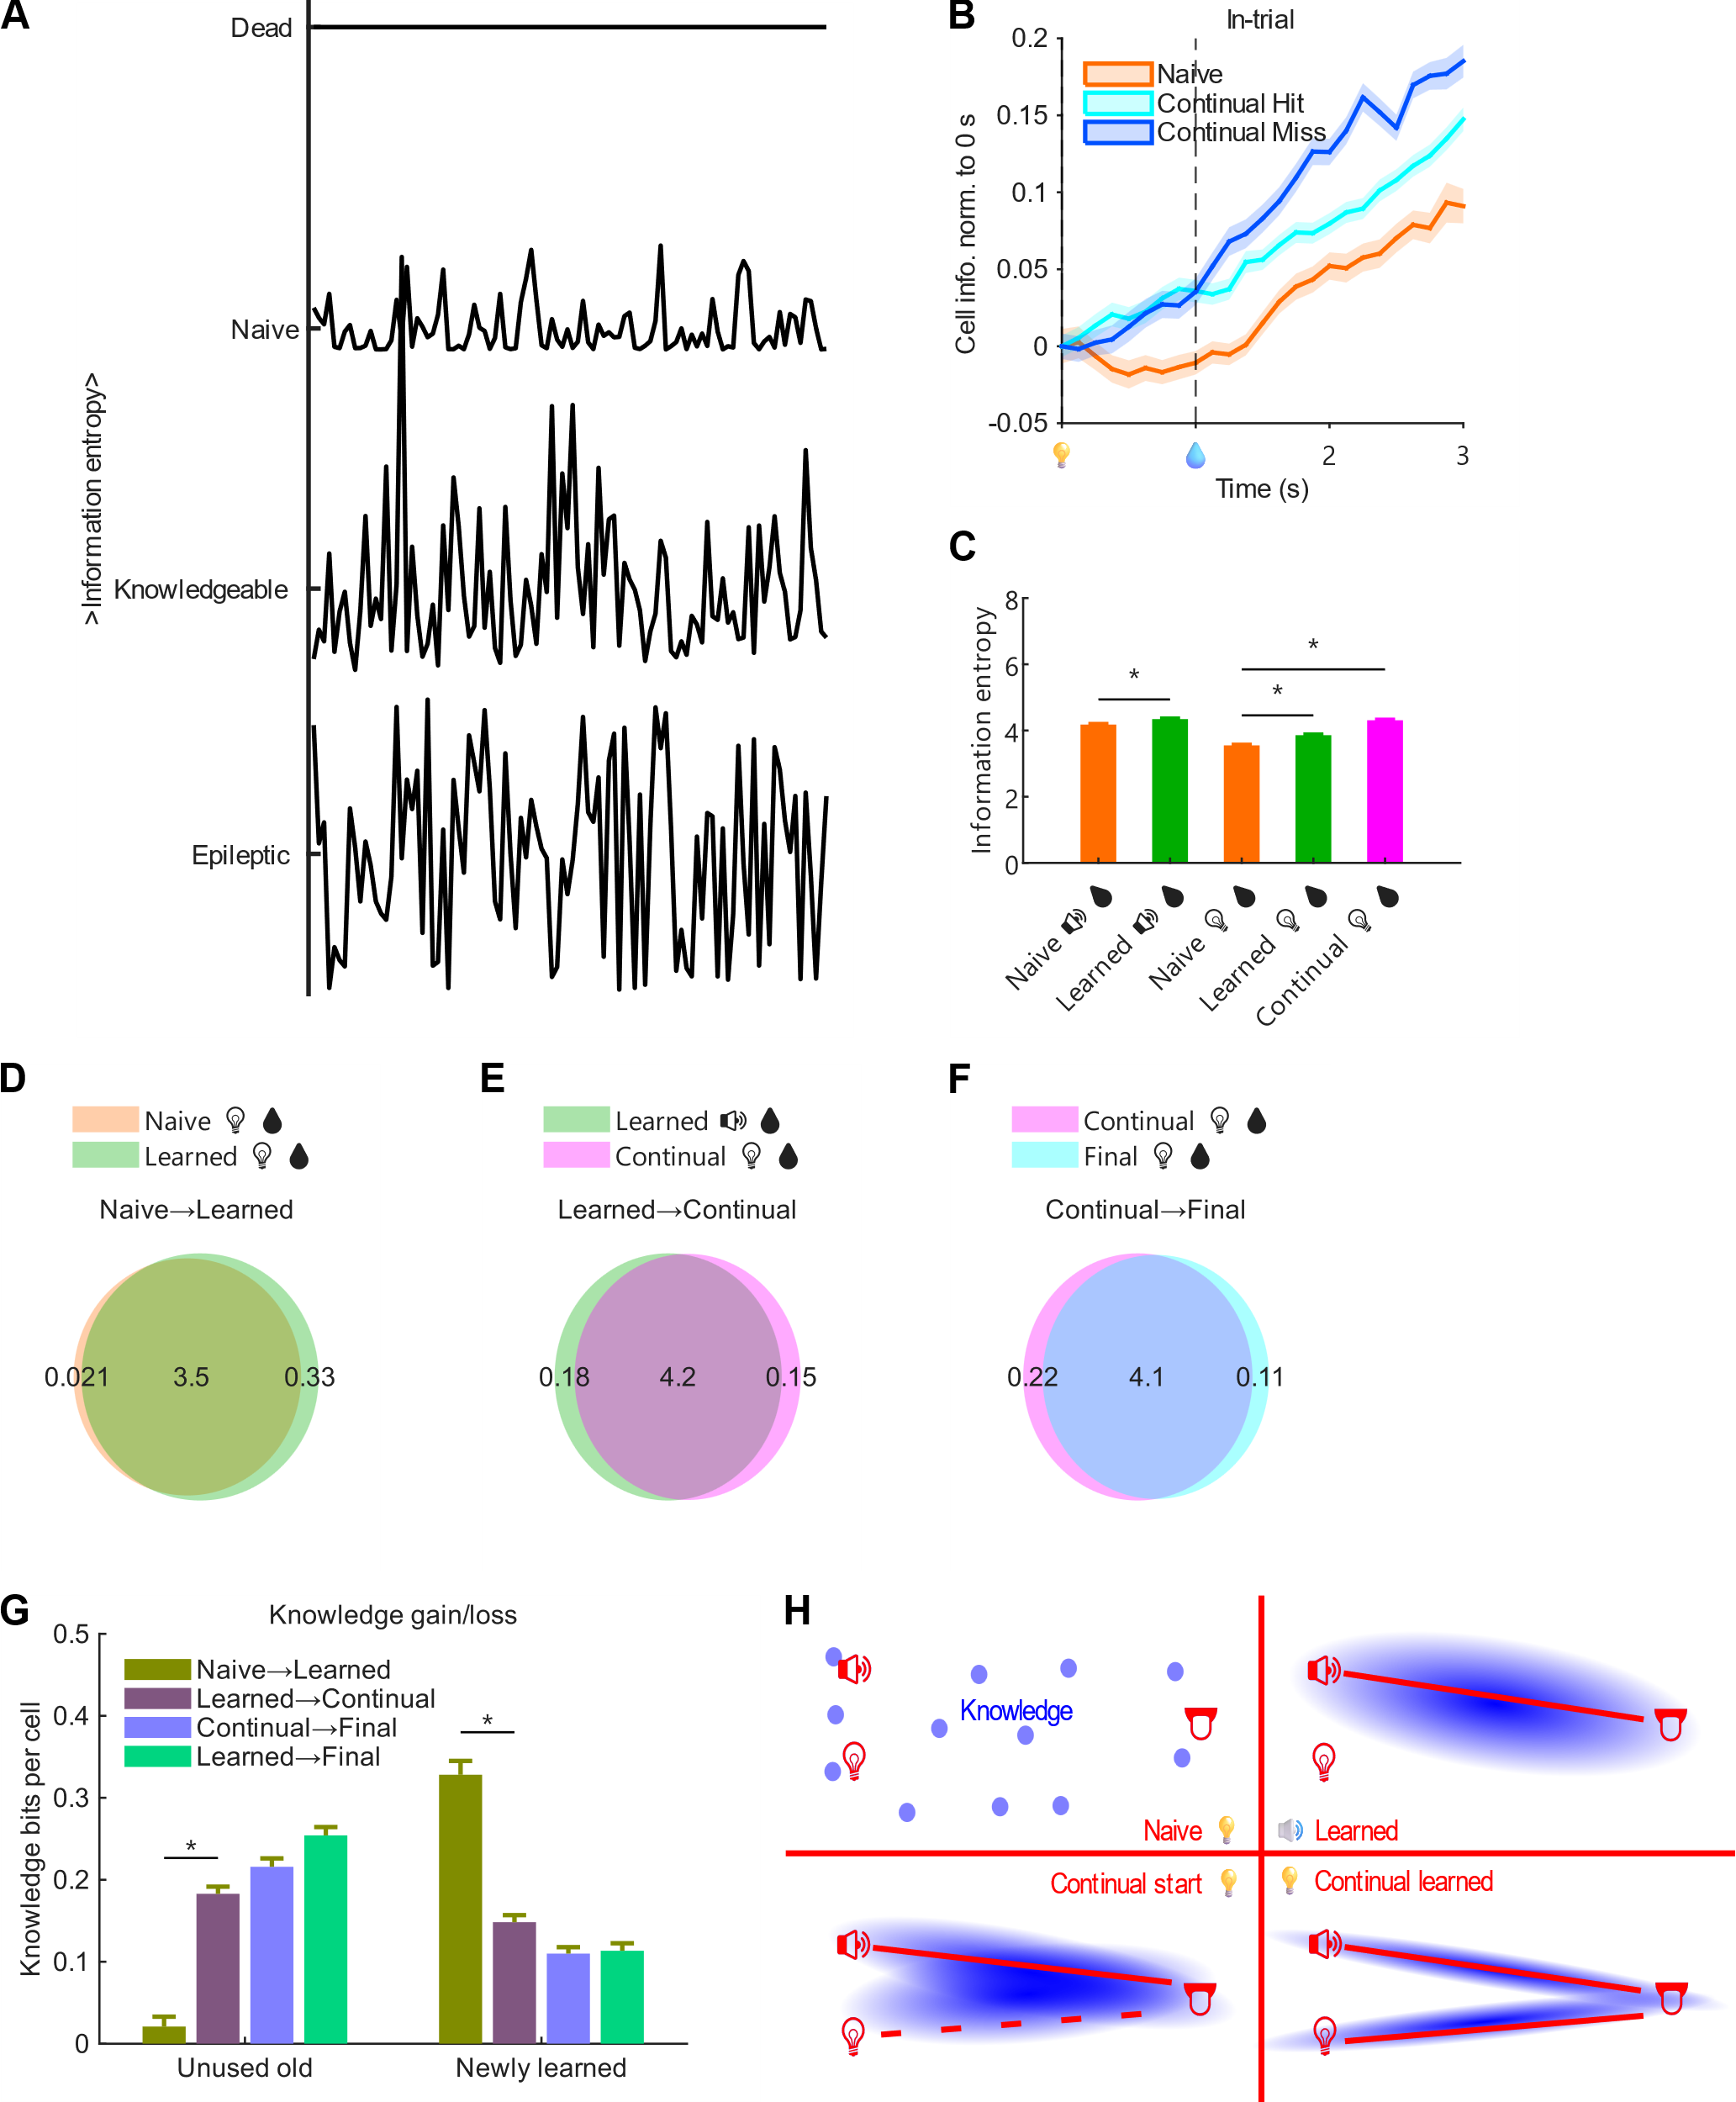 A
Dead
Naive
Knowledgeable
Epileptic
>Information entropy>
B
In-trial
Naive
Continual Hit
Continual Miss
Cell info. norm. to 0 s
0.2
0.15
0.1
0.05
0
-0.05
2
3
Time (s)
C
Information entropy
8
6
4
2
0
*
*
*
Naive
Learned
Naive
Learned
Continual
D
Naive
Learned
Naive→Learned
0.021
3.5
0.33
E
Learned
Continual
Learned→Continual
0.18
4.2
0.15
F
Continual
Final
Continual→Final
0.22
4.1
0.11
G
Knowledge gain/loss
Knowledge bits per cell
0.5
0.4
0.3
0.2
0.1
0
Naive→Learned
Learned→Continual
Continual→Final
Learned→Final
*
*
Unused old
Newly learned
H
Knowledge
Naive
Learned
Continual start
Continual learned